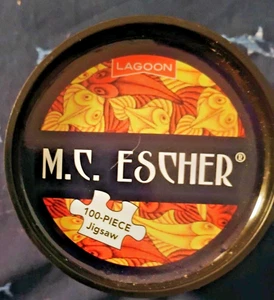 LAGOON
M.C. ESCHER®
100-PIECE
Jigsaw